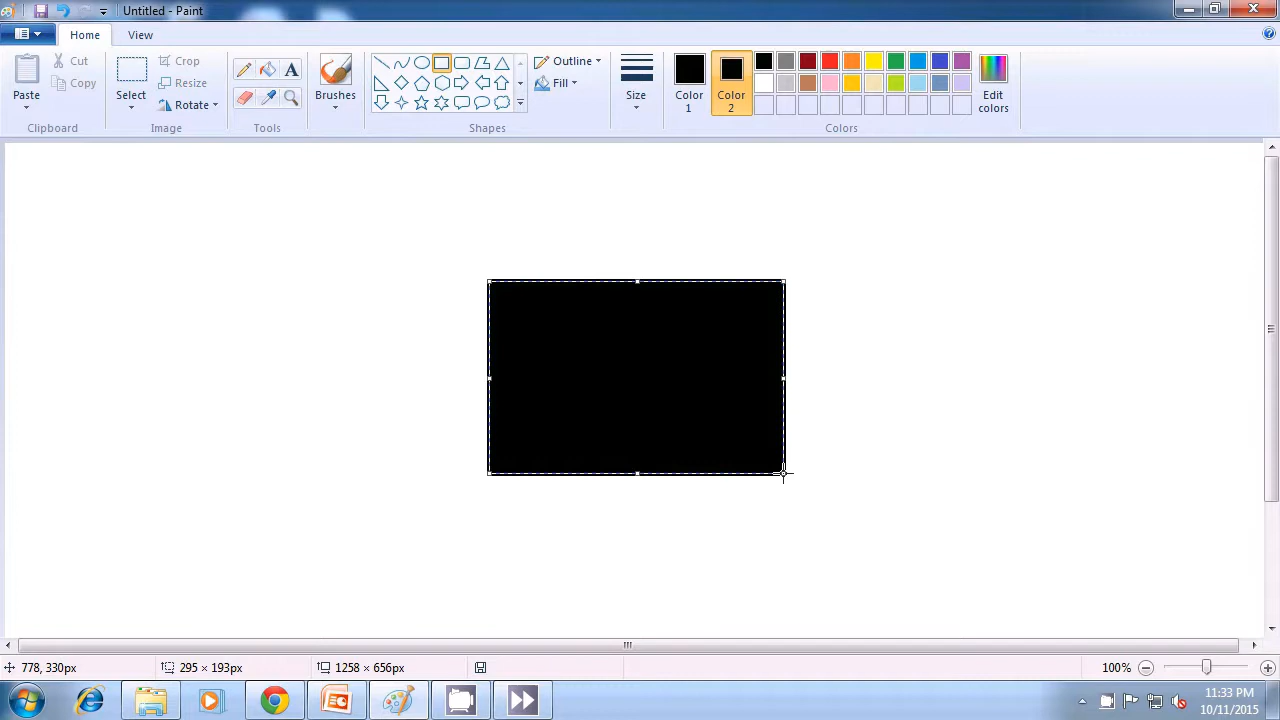 Untitled - Paint
Home
View
Paste
Cut
Copy
Clipboard
Select
Crop
Resize
Rotate
Image
A
Tools
Brushes
Shapes
Outline
Fill
Size
Color 1
Color 2
Edit colors
Colors
778, 330px
295 × 193px
1258 × 656px
100%
11:33 PM
10/11/2015